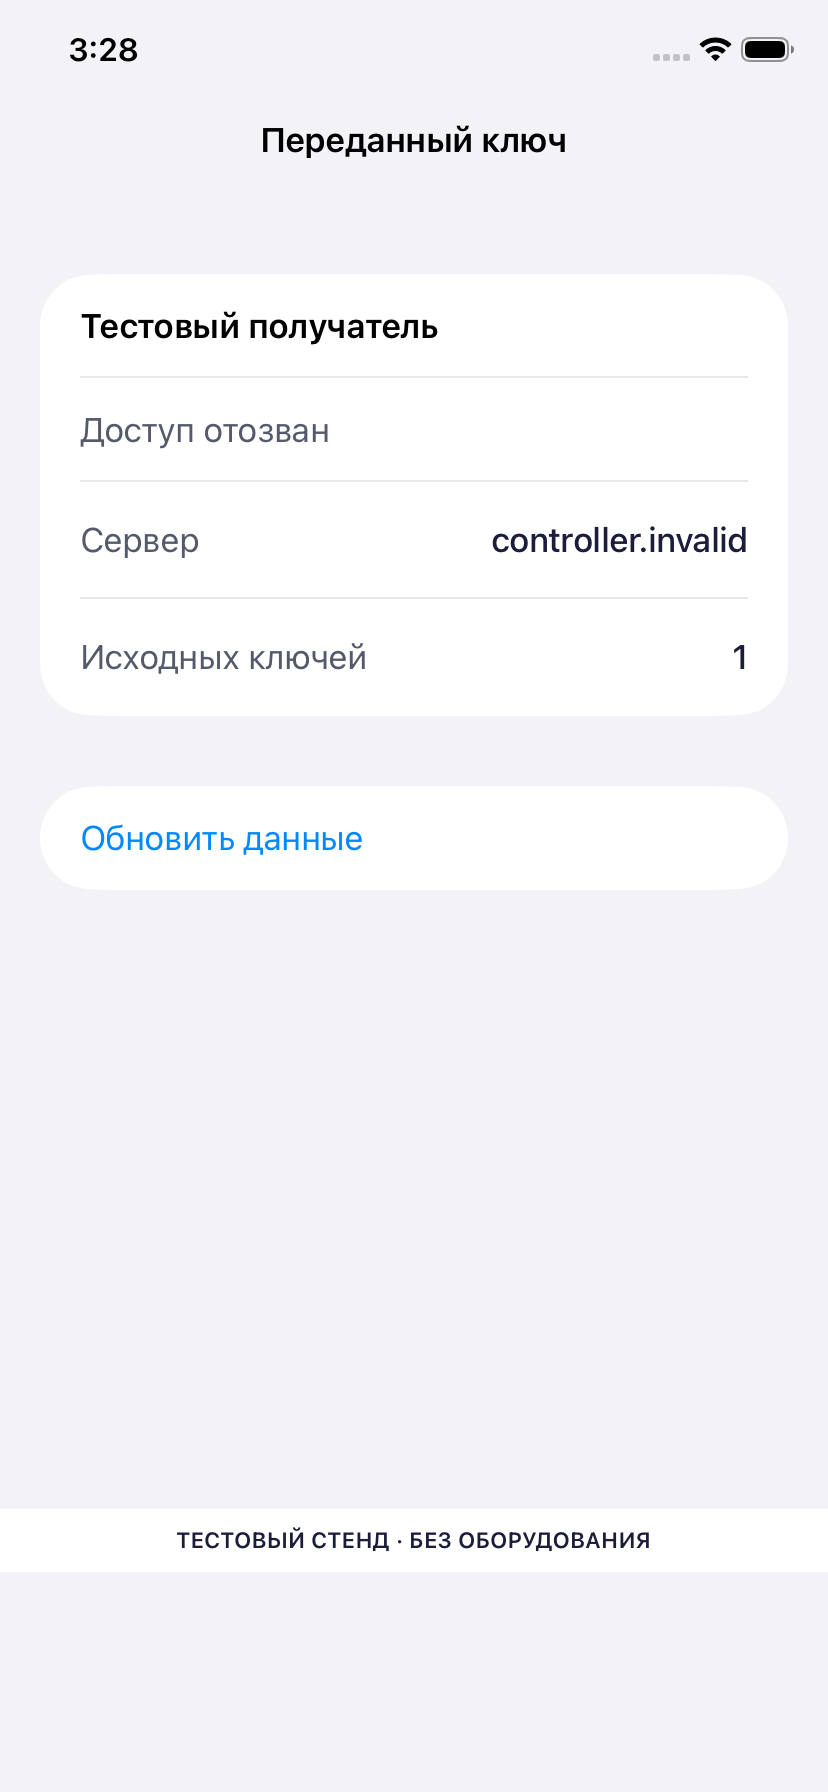 3:28
Переданный ключ
Тестовый получатель
Доступ отозван
Сервер controller.invalid
Исходных ключей 1
Обновить данные
ТЕСТОВЫЙ СТЕНД · БЕЗ ОБОРУДОВАНИЯ